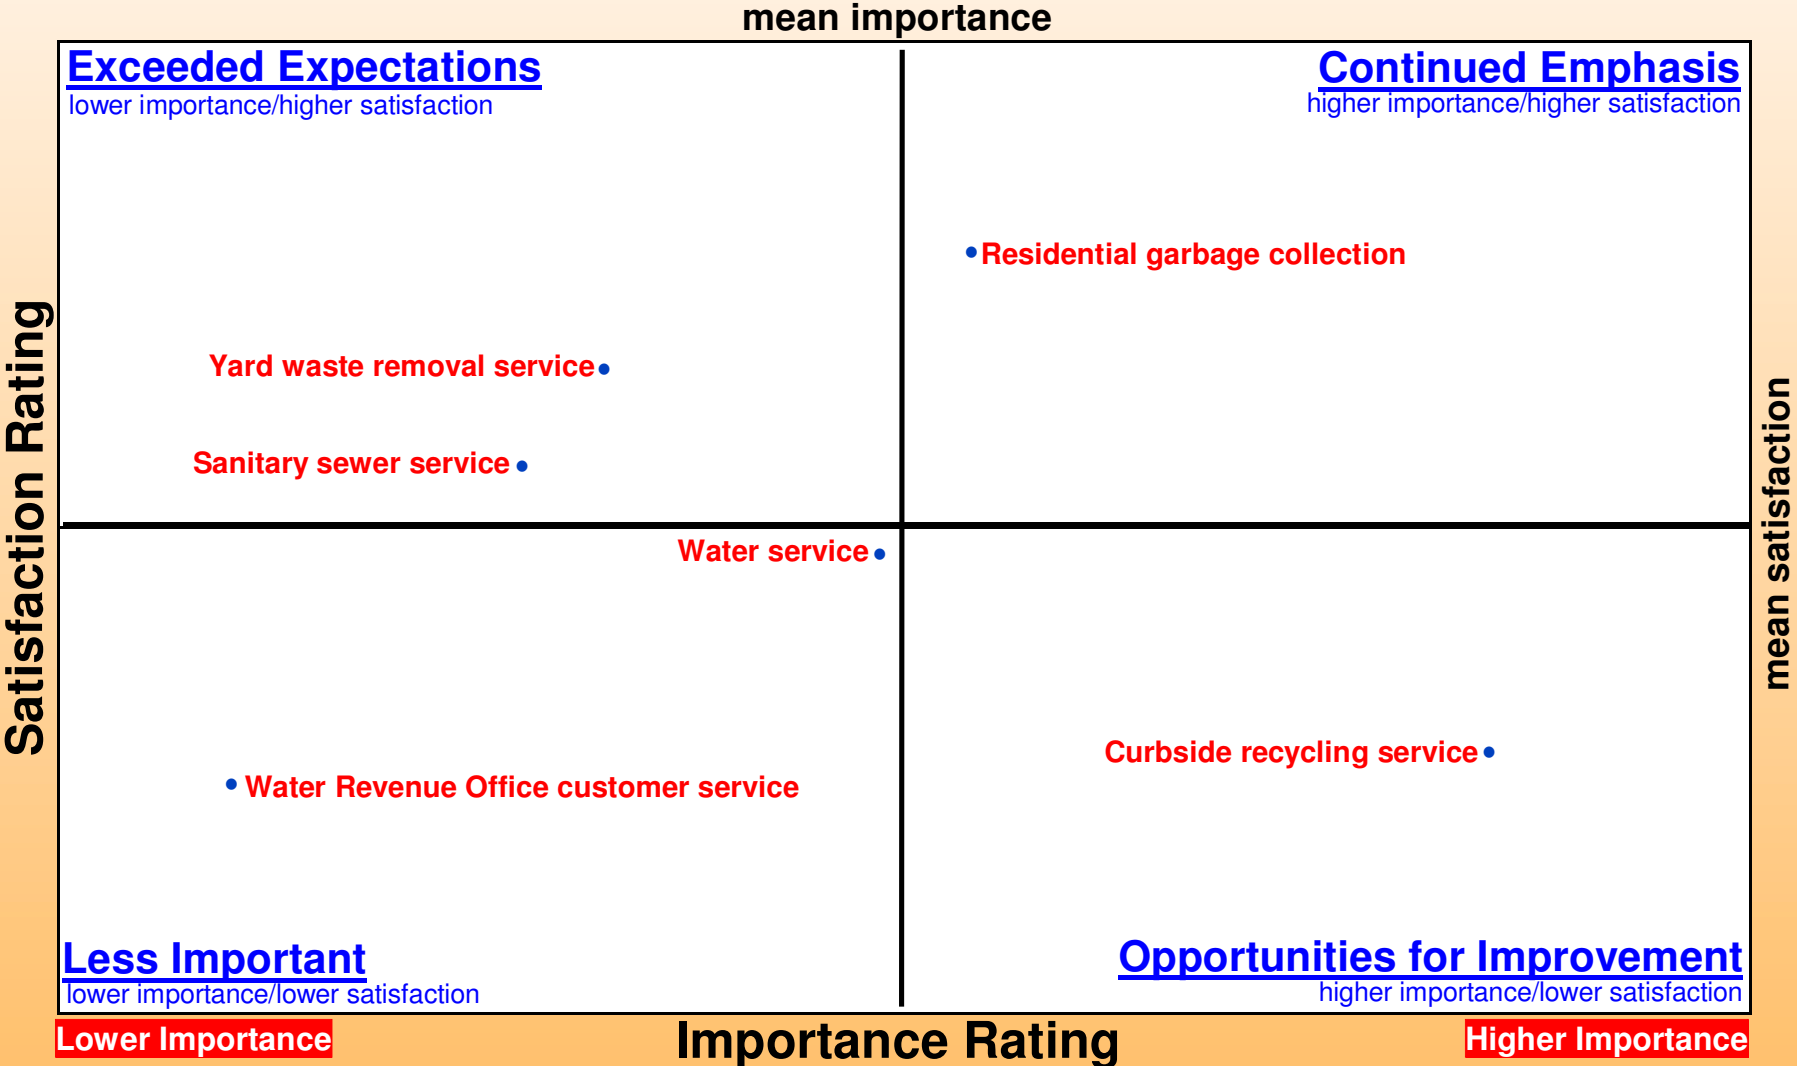 mean importance
Exceeded Expectations
lower importance/higher satisfaction
Continued Emphasis
higher importance/higher satisfaction
Residential garbage collection
Yard waste removal service
Sanitary sewer service
Satisfaction Rating
mean satisfaction
Water service
Curbside recycling service
Water Revenue Office customer service
Less Important
lower importance/lower satisfaction
Opportunities for Improvement
higher importance/lower satisfaction
Lower Importance
Importance Rating
Higher Importance